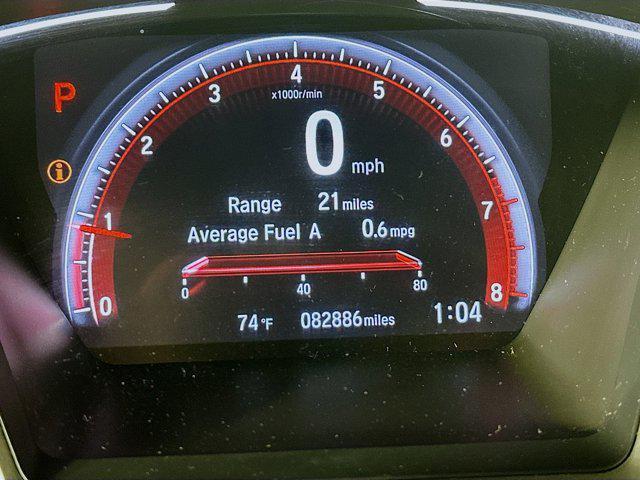 P
i
0 1 2 3 4 5 6 7 8
x1000r/min
0 mph
Range 21 miles
Average Fuel A 0.6 mpg
0 40 80
74°F 082886 miles 1:04